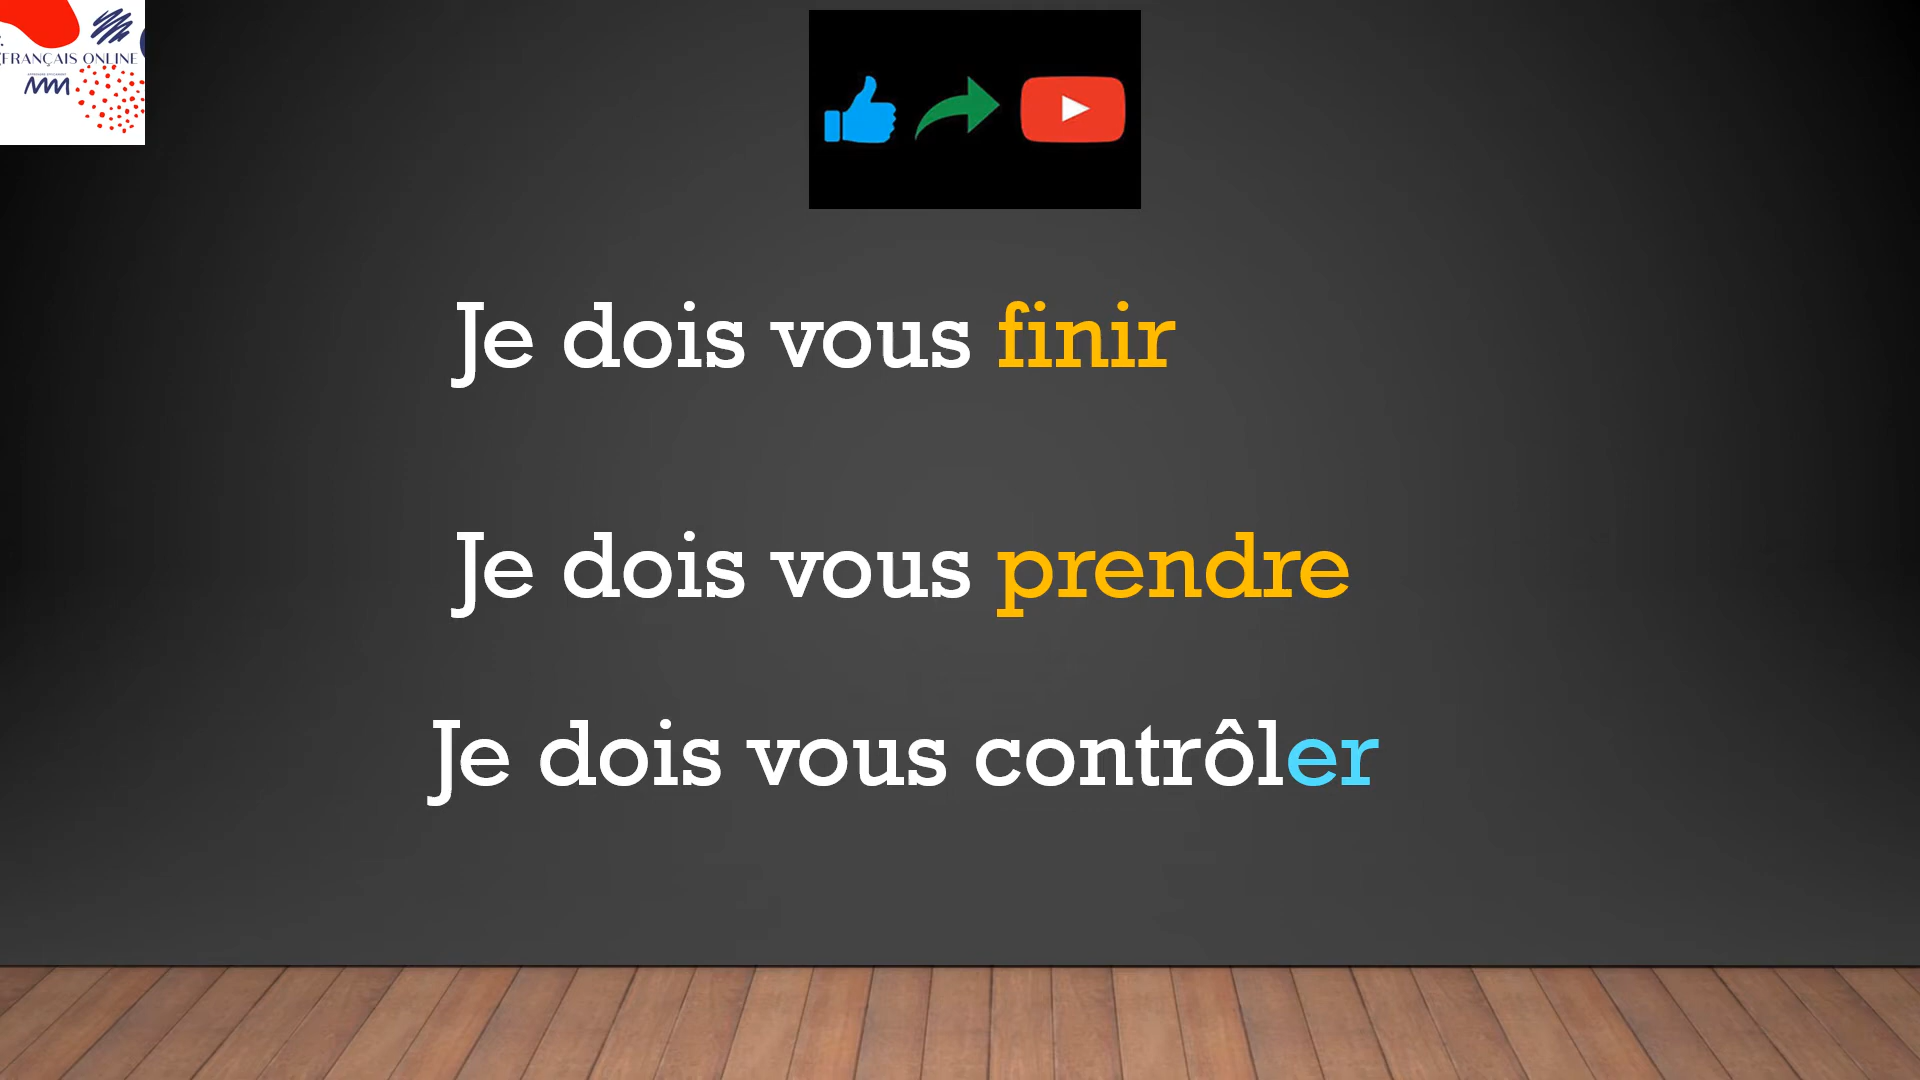 FRANÇAIS ONLINE
Je dois vous finir
Je dois vous prendre
Je dois vous contrôler